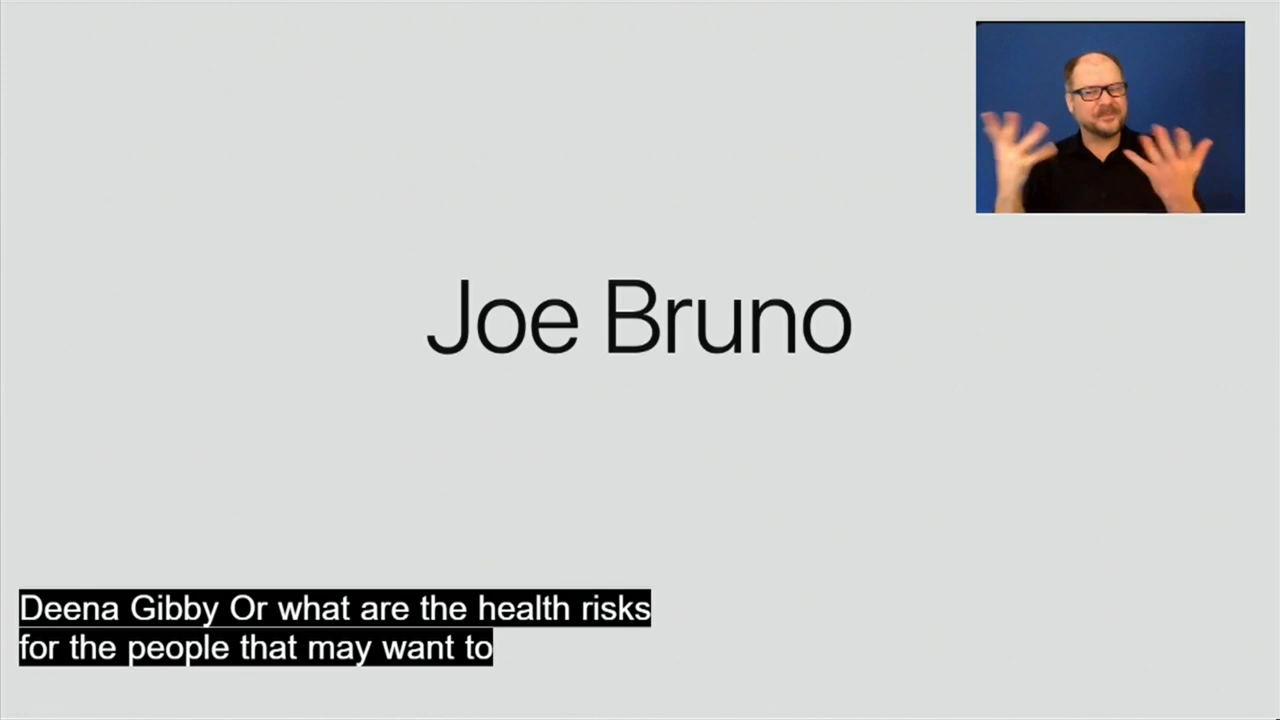 Joe Bruno
Deena Gibby Or what are the health risks
for the people that may want to